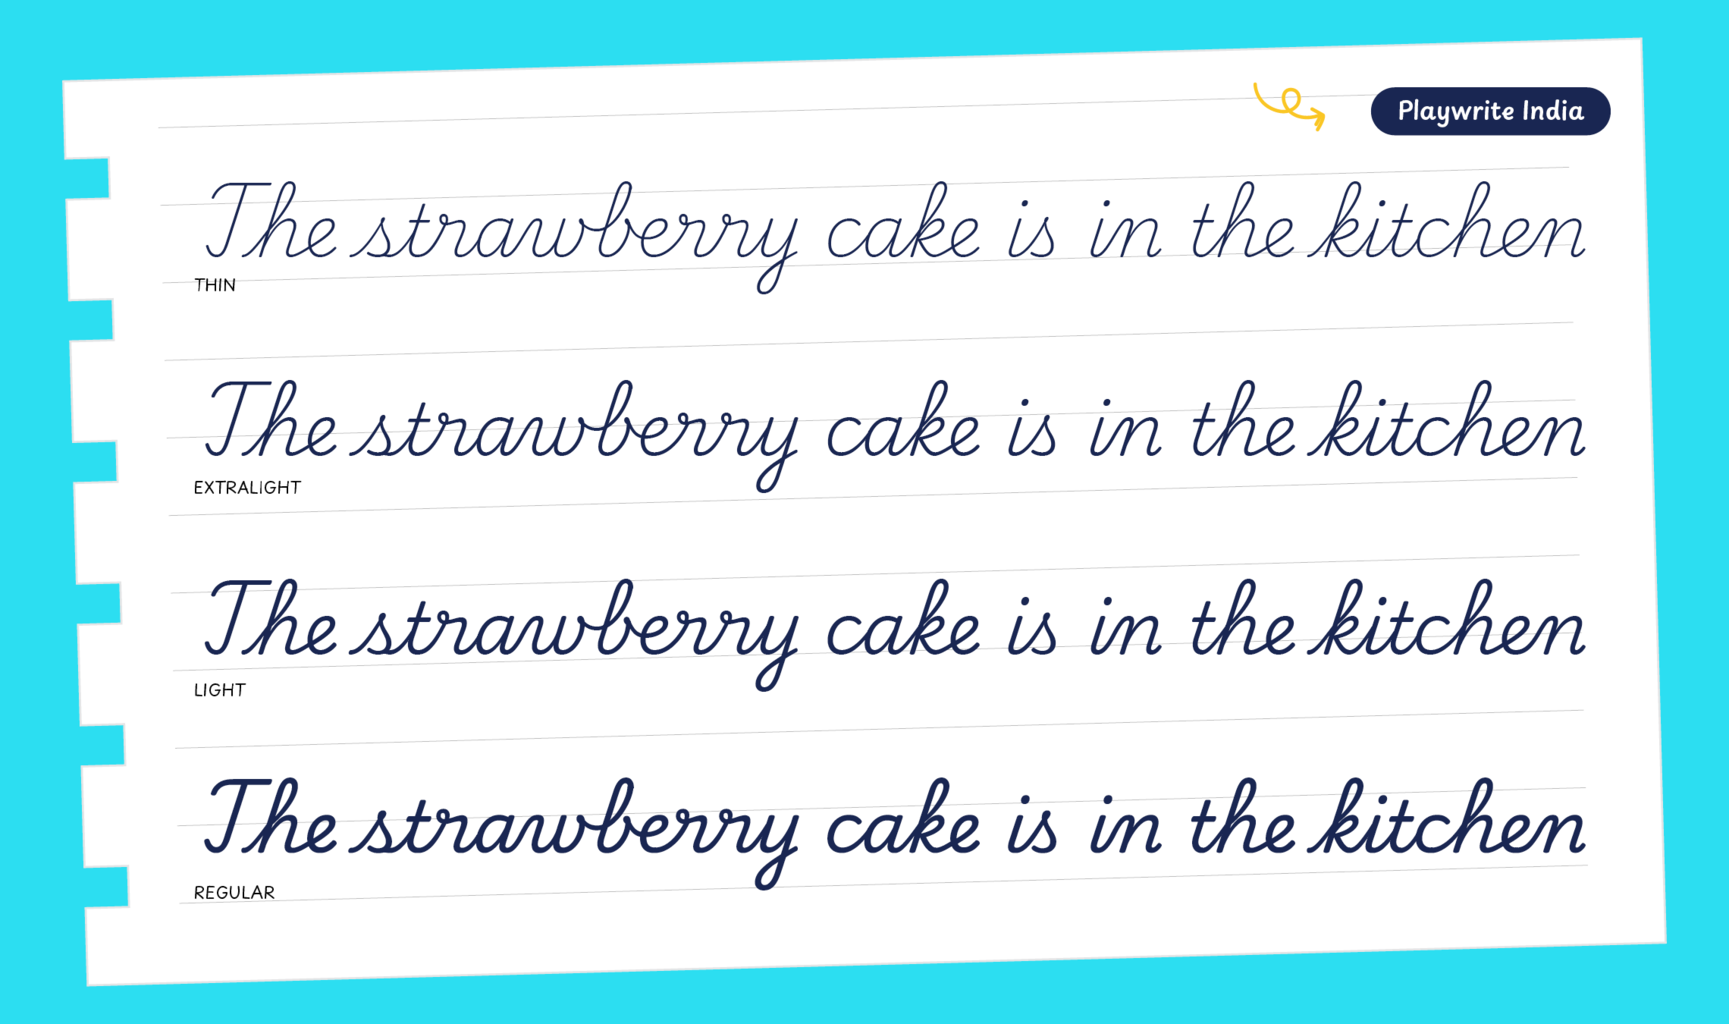 Playwrite India
The strawberry cake is in the kitchen
THIN
The strawberry cake is in the kitchen
EXTRALIGHT
The strawberry cake is in the kitchen
LIGHT
The strawberry cake is in the kitchen
REGULAR